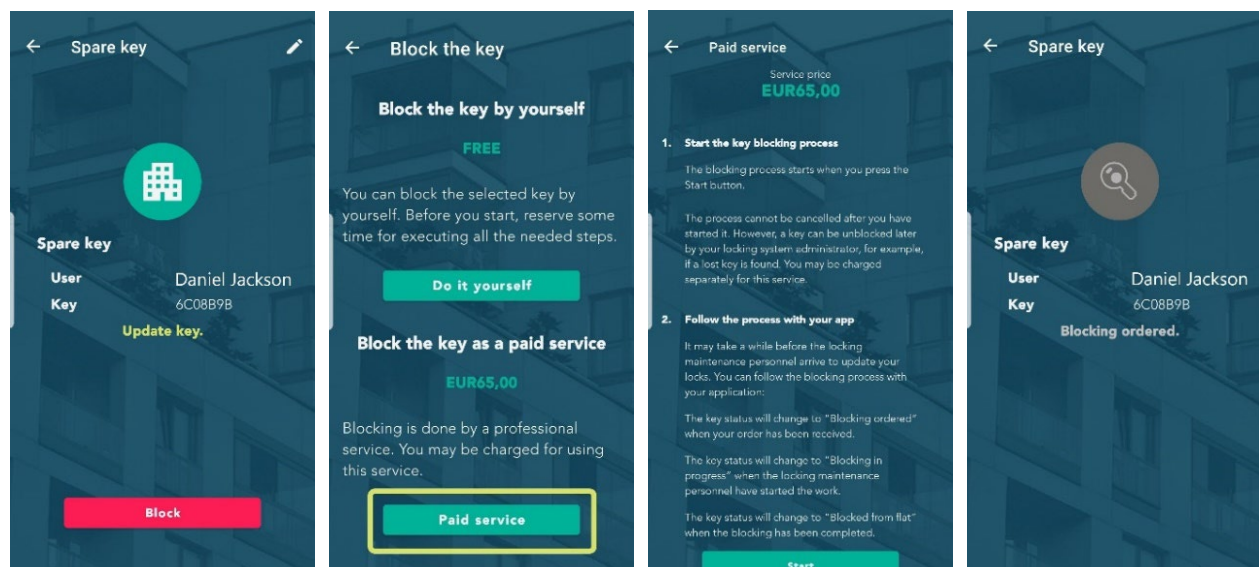 Spare key
Spare key
User Daniel Jackson
Key 6C08B9B
Update key.
Block
Block the key
Block the key by yourself
FREE
You can block the selected key by
yourself. Before you start, reserve some
time for executing all the needed steps.
Do it yourself
Block the key as a paid service
EUR65,00
Blocking is done by a professional
service. You may be charged for using
this service.
Paid service
Paid service
Service price
EUR65,00
1. Start the key blocking process
The blocking process starts when you press the
Start button.
The process cannot be cancelled after you have
started it. However, a key can be unblocked later
by your locking system administrator, for example,
if a lost key is found. You may be charged
separately for this service.
2. Follow the process with your app
It may take a while before the locking
maintenance personnel arrive to update your
locks. You can follow the blocking process with
your application:
The key status will change to “Blocking ordered”
when your order has been received.
The key status will change to “Blocking in
progress” when the locking maintenance
personnel have started the work.
The key status will change to “Blocked from flat”
when the blocking has been completed.
Start
Spare key
Spare key
User Daniel Jackson
Key 6C08B9B
Blocking ordered.